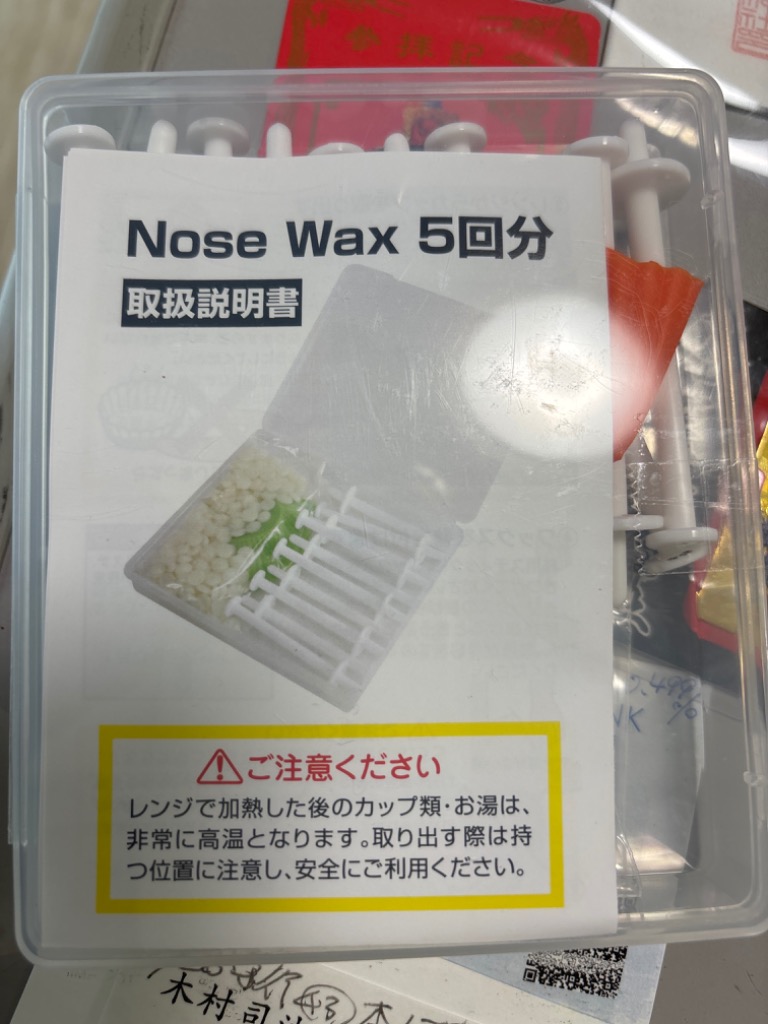 Nose Wax 5回分
取扱説明書
ご注意ください
レンジで加熱した後のカップ類・お湯は、
非常に高温となります。取り出す際は持
つ位置に注意し、安全にご利用ください。
木村司